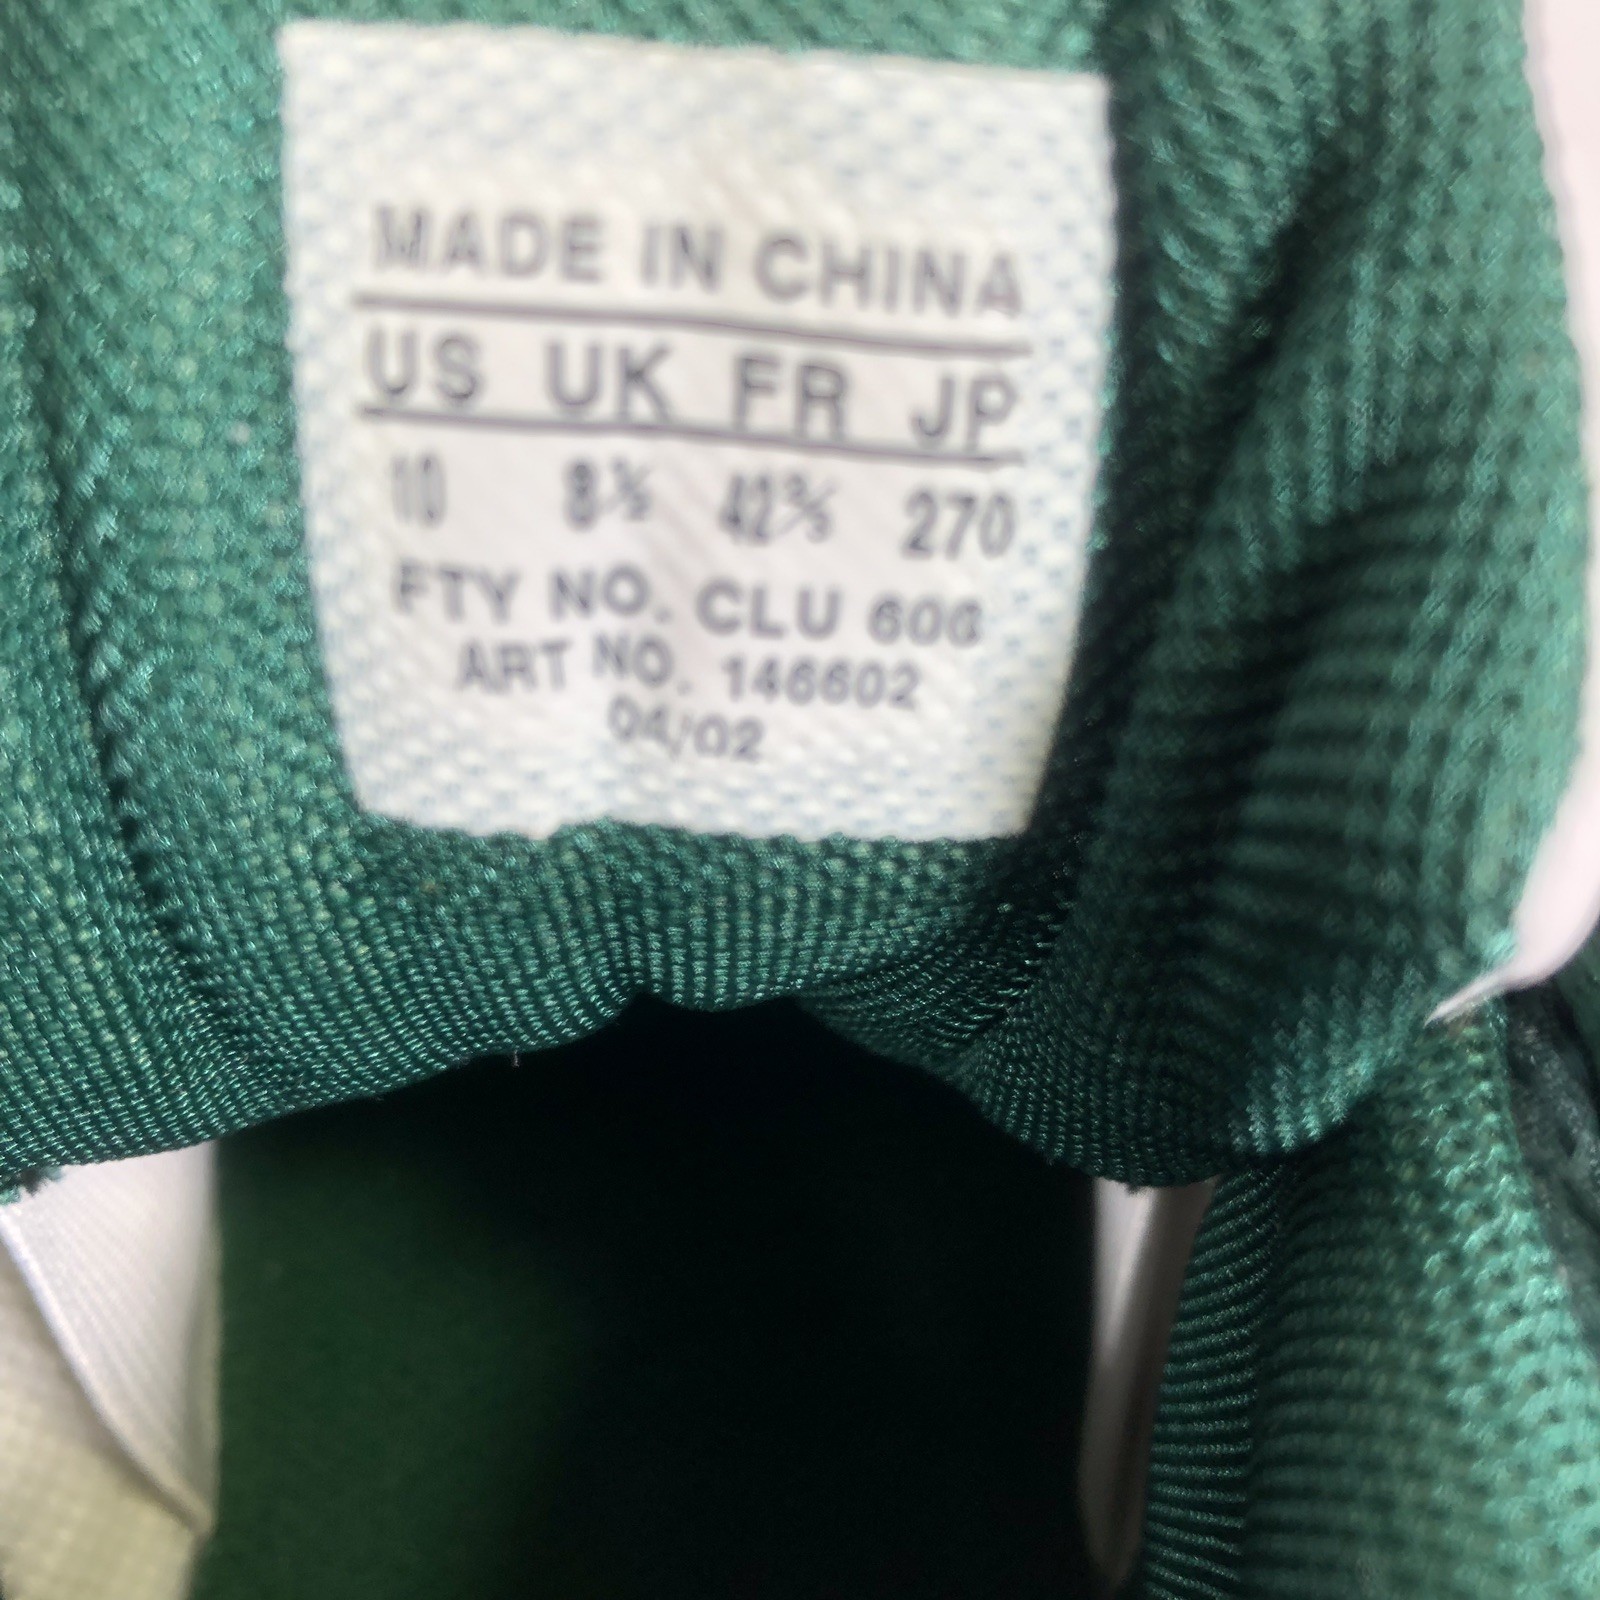 MADE IN CHINA
US UK FR JP
10 8½ 42⅔ 270
FTY NO. CLU 606
ART NO. 146602
04/02